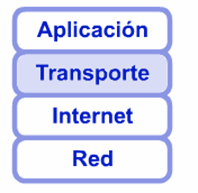 Aplicación
Transporte
Internet
Red